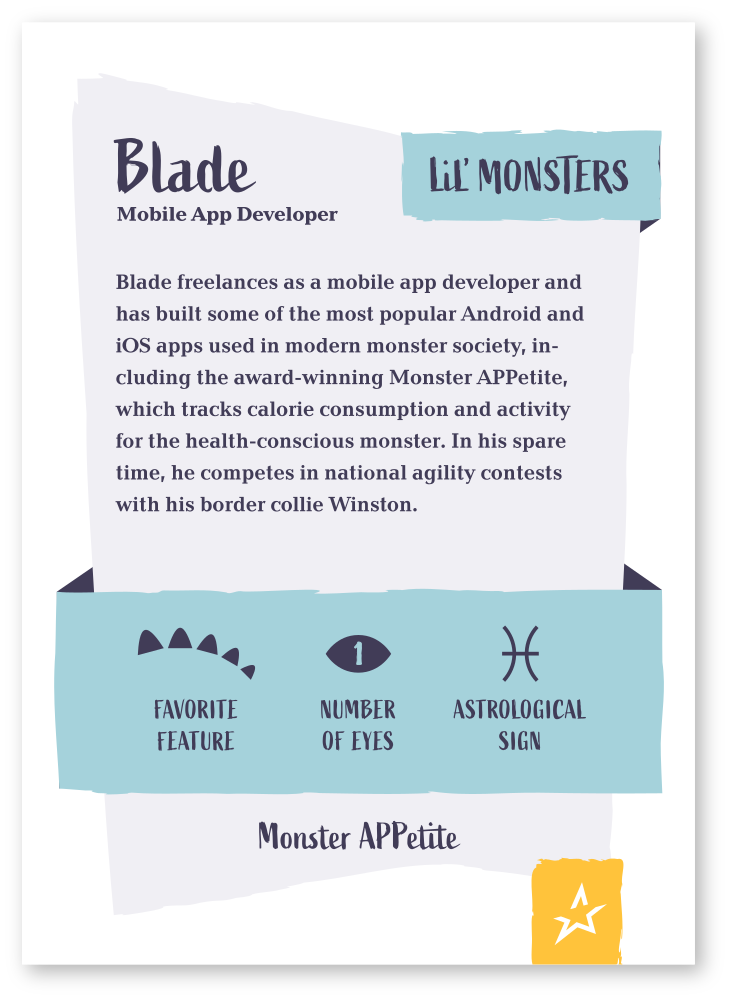 Blade
Mobile App Developer
LiL' MONSTERS
Blade freelances as a mobile app developer and
has built some of the most popular Android and
iOS apps used in modern monster society, in-
cluding the award-winning Monster APPetite,
which tracks calorie consumption and activity
for the health-conscious monster. In his spare
time, he competes in national agility contests
with his border collie Winston.
1
FAVORITE
FEATURE
NUMBER
OF EYES
ASTROLOGICAL
SIGN
Monster APPetite